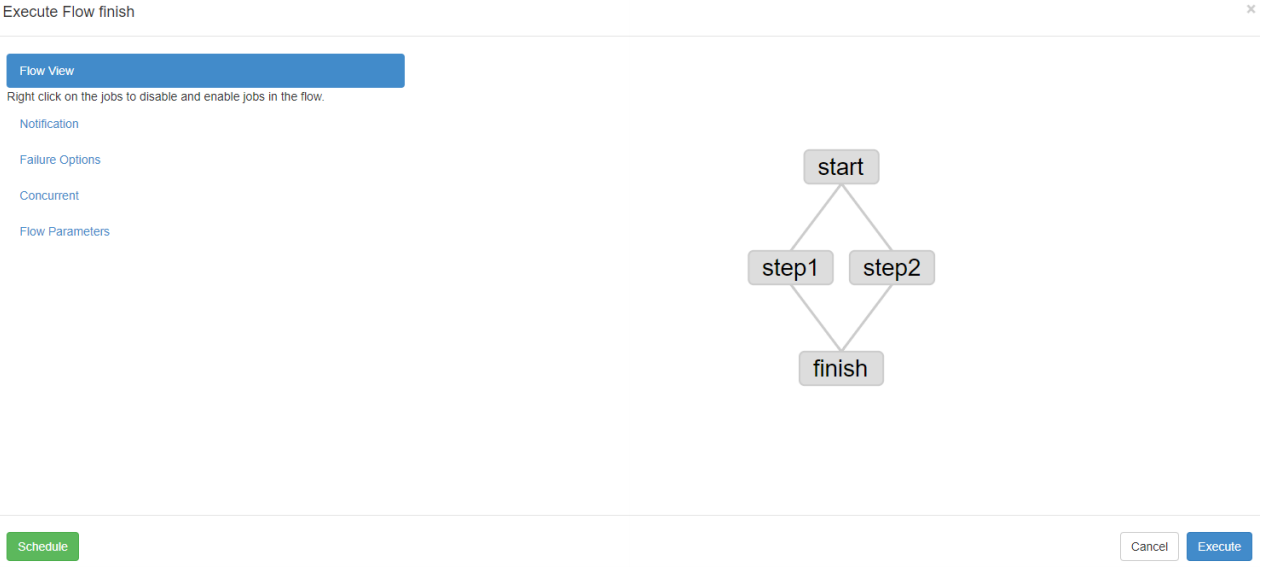 Execute Flow finish
×
Flow View
Right click on the jobs to disable and enable jobs in the flow.
Notification
Failure Options
Concurrent
Flow Parameters
start
step1 step2
finish
Schedule
Cancel Execute